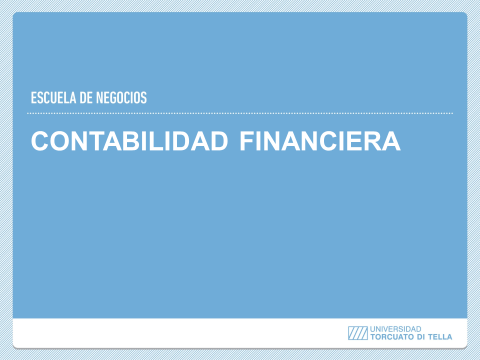 ESCUELA DE NEGOCIOS
CONTABILIDAD FINANCIERA
UNIVERSIDAD
TORCUATO DI TELLA